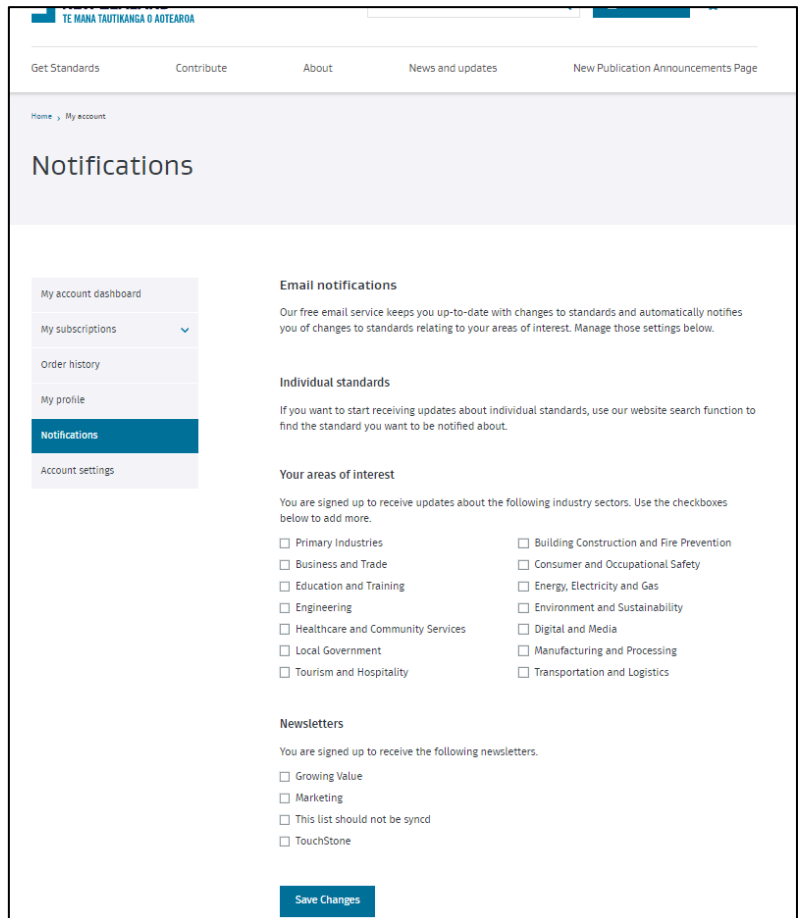 TE MANA TAUTIKANGA O AOTEAROA
Get Standards
Contribute
About
News and updates
New Publication Announcements Page
Home > My account
Notifications
My account dashboard
My subscriptions
Order history
My profile
Notifications
Account settings
Email notifications
Our free email service keeps you up-to-date with changes to standards and automatically notifies
you of changes to standards relating to your areas of interest. Manage those settings below.
Individual standards
If you want to start receiving updates about individual standards, use our website search function to
find the standard you want to be notified about.
Your areas of interest
You are signed up to receive updates about the following industry sectors. Use the checkboxes
below to add more.
Primary Industries
Business and Trade
Education and Training
Engineering
Healthcare and Community Services
Local Government
Tourism and Hospitality
Building Construction and Fire Prevention
Consumer and Occupational Safety
Energy, Electricity and Gas
Environment and Sustainability
Digital and Media
Manufacturing and Processing
Transportation and Logistics
Newsletters
You are signed up to receive the following newsletters.
Growing Value
Marketing
This list should not be syncd
TouchStone
Save Changes